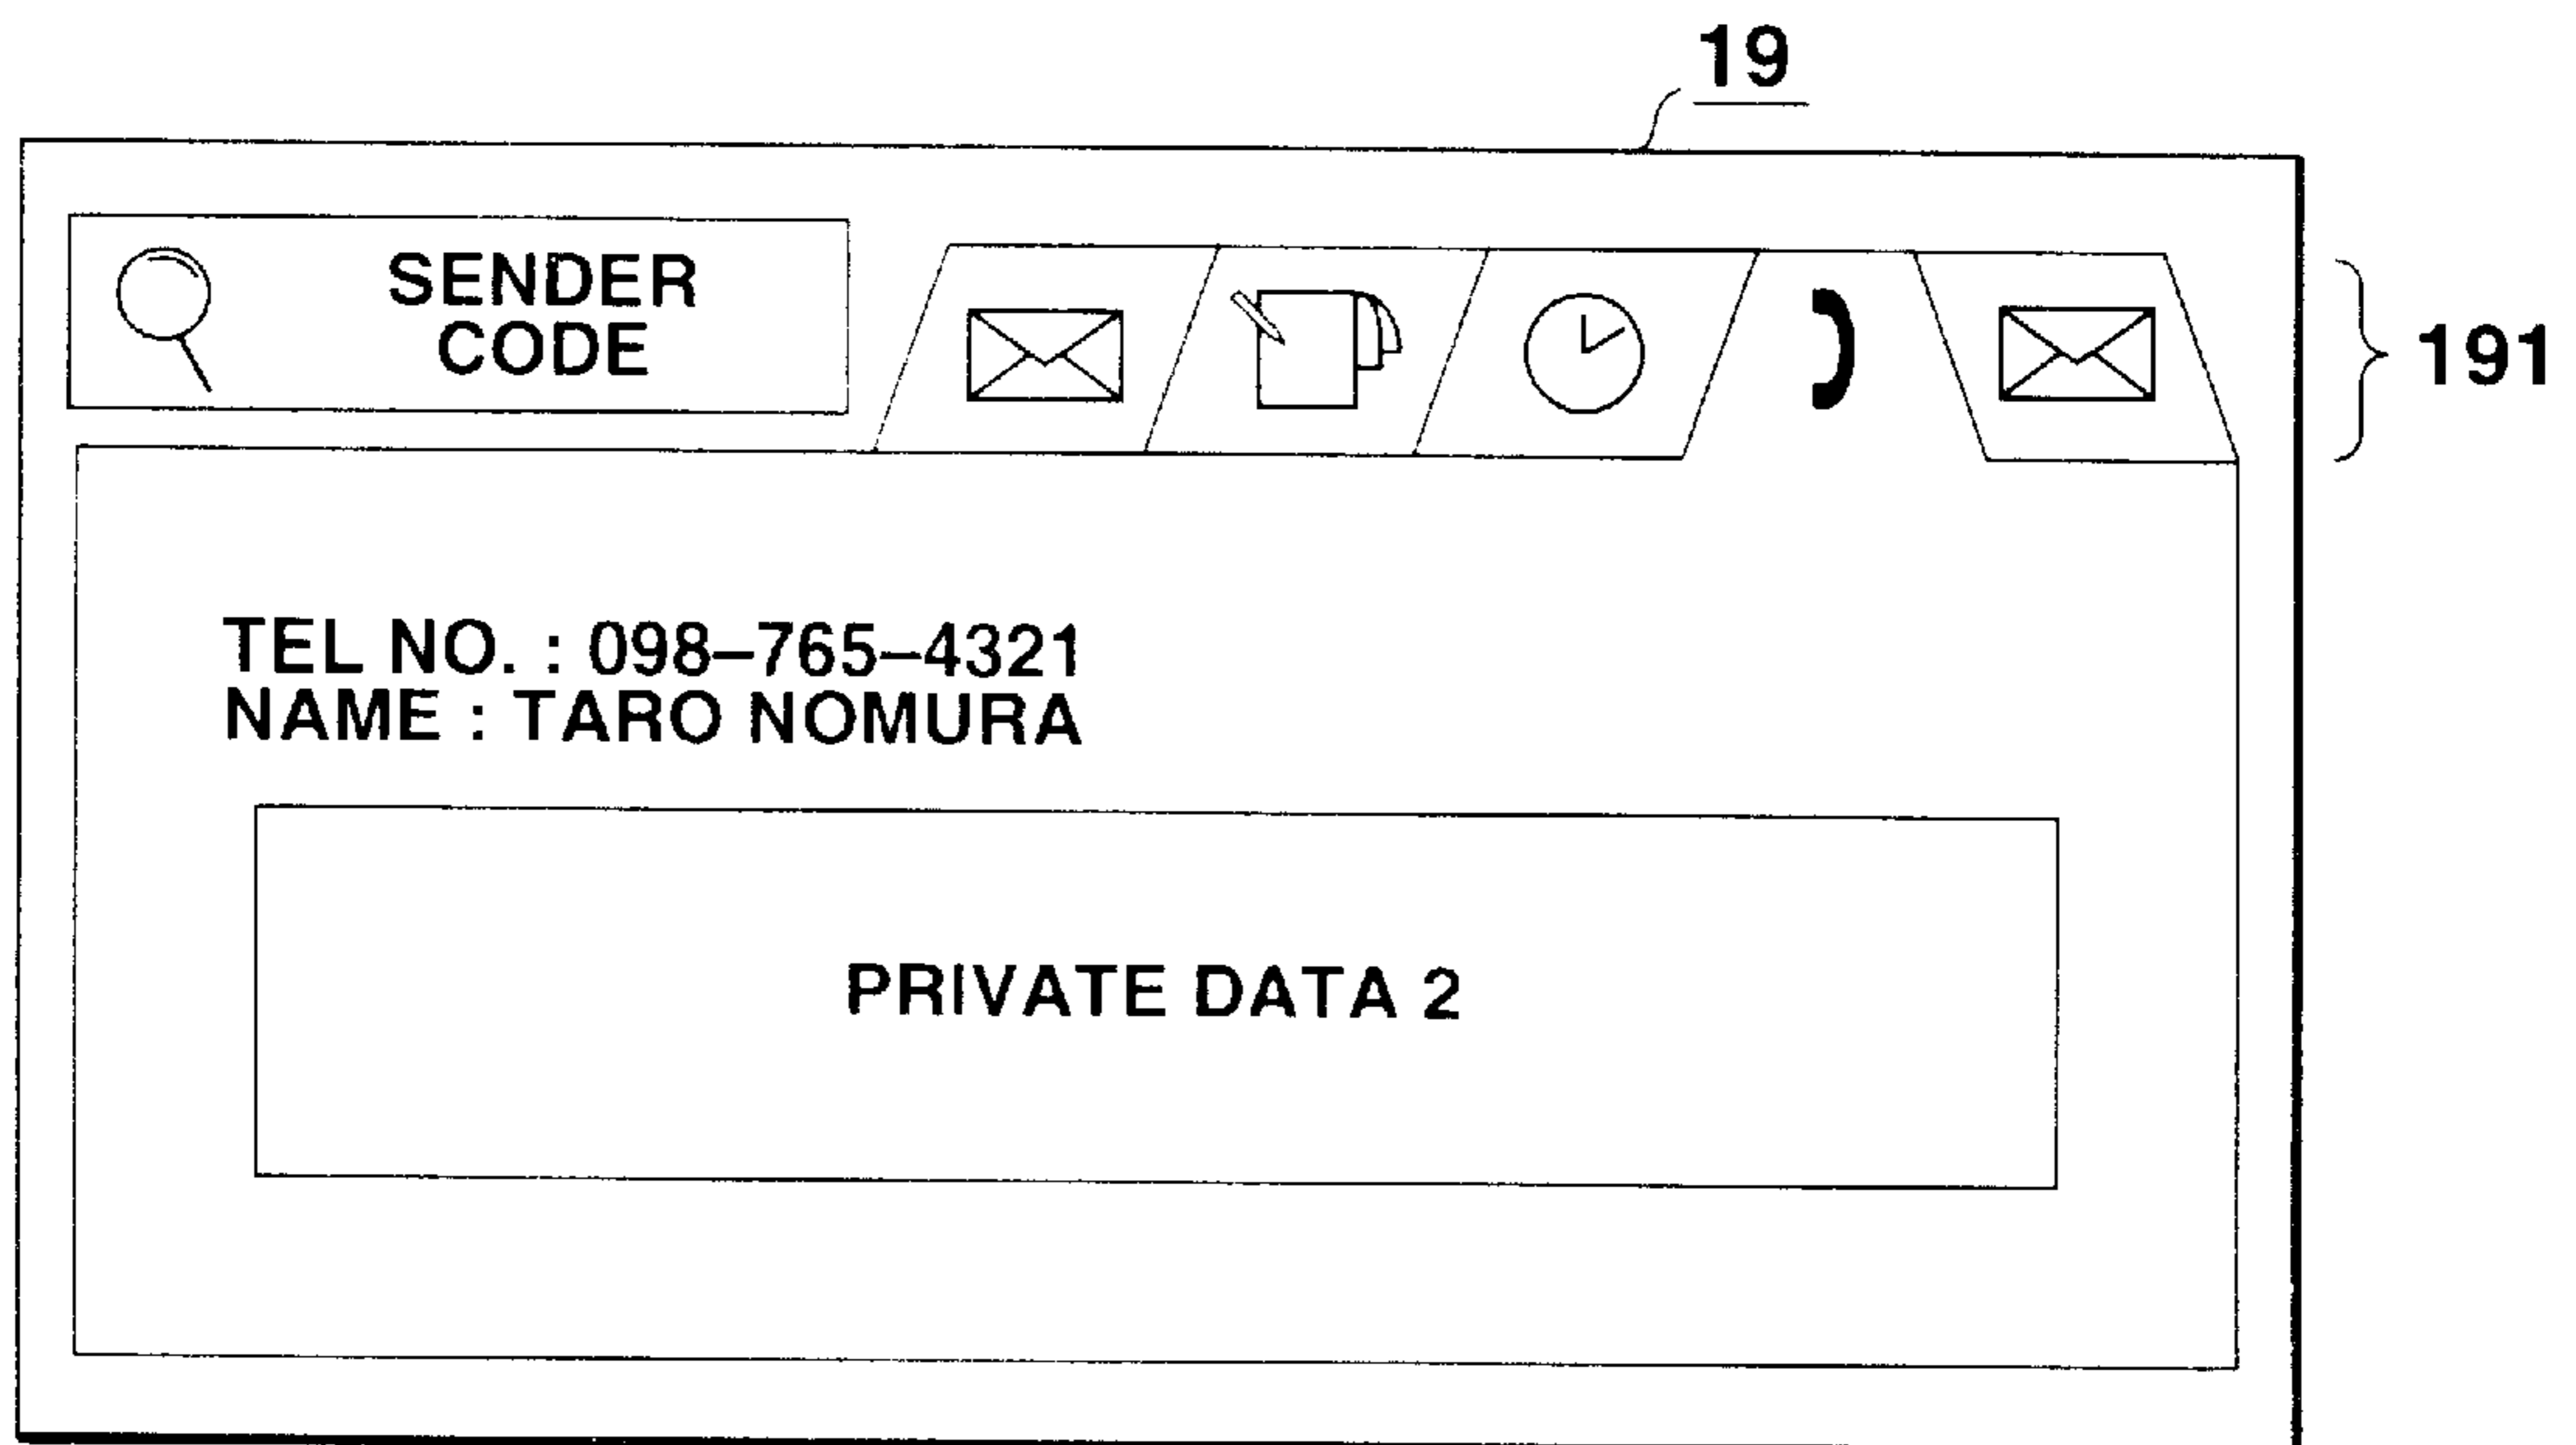 19
SENDER
CODE
191
TEL NO. : 098–765–4321
NAME : TARO NOMURA
PRIVATE DATA 2